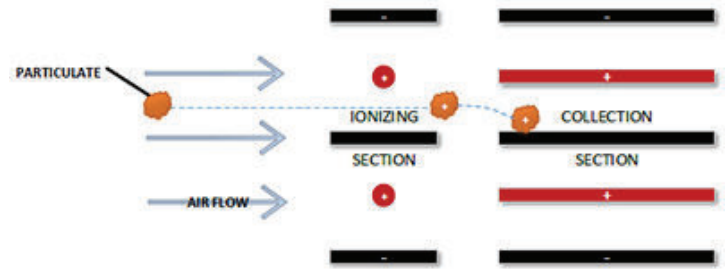 - -
+ +
PARTICULATE
+ +
IONIZING COLLECTION
SECTION SECTION
AIR FLOW + +
- -